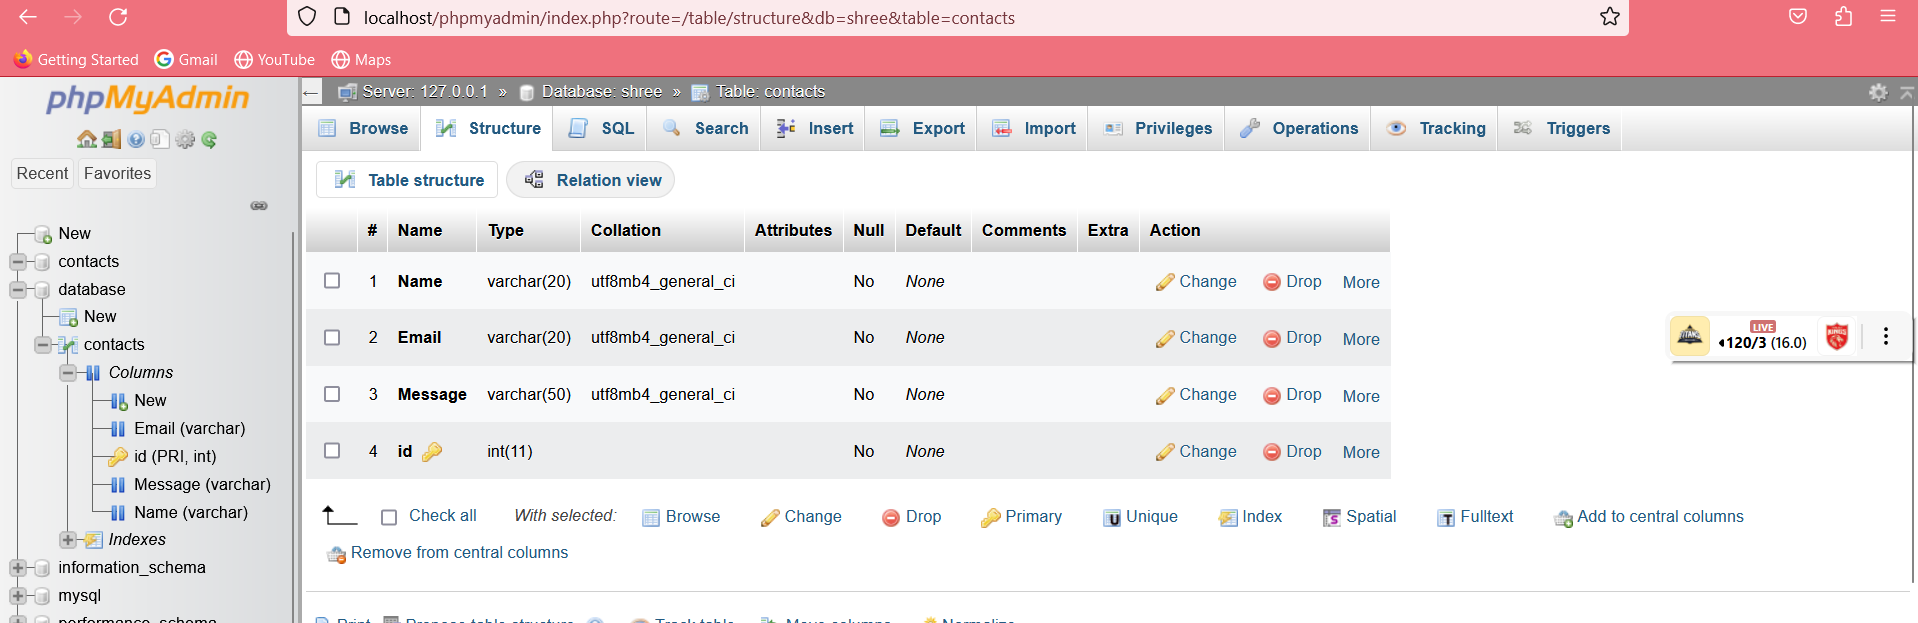 localhost/phpmyadmin/index.php?route=/table/structure&db=shree&table=contacts
Getting Started Gmail YouTube Maps
phpMyAdmin
Recent Favorites
New
contacts
database
New
contacts
Columns
New
Email (varchar)
id (PRI, int)
Message (varchar)
Name (varchar)
Indexes
information_schema
mysql
performance_schema
Server: 127.0.0.1 » Database: shree » Table: contacts
Browse Structure SQL Search Insert Export Import Privileges Operations Tracking Triggers
Table structure Relation view
# Name Type Collation Attributes Null Default Comments Extra Action
1 Name varchar(20) utf8mb4_general_ci No None Change Drop More
2 Email varchar(20) utf8mb4_general_ci No None Change Drop More
3 Message varchar(50) utf8mb4_general_ci No None Change Drop More
4 id int(11) No None Change Drop More
Check all With selected: Browse Change Drop Primary Unique Index Spatial Fulltext Add to central columns
Remove from central columns
Print Propose table structure Track table Move columns Normalize
LIVE
120/3 (16.0)